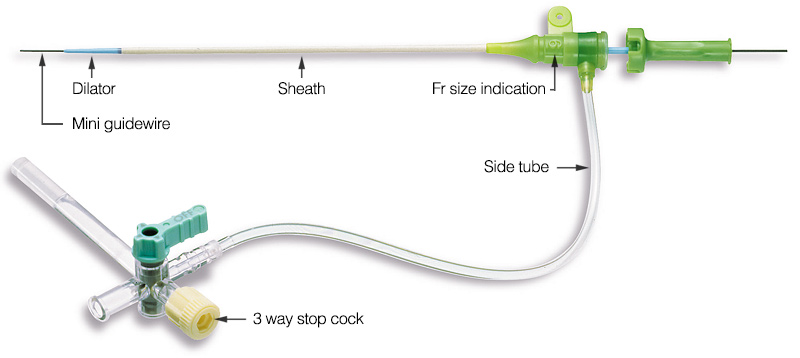 Dilator
Sheath
Fr size indication
Mini guidewire
Side tube
3 way stop cock